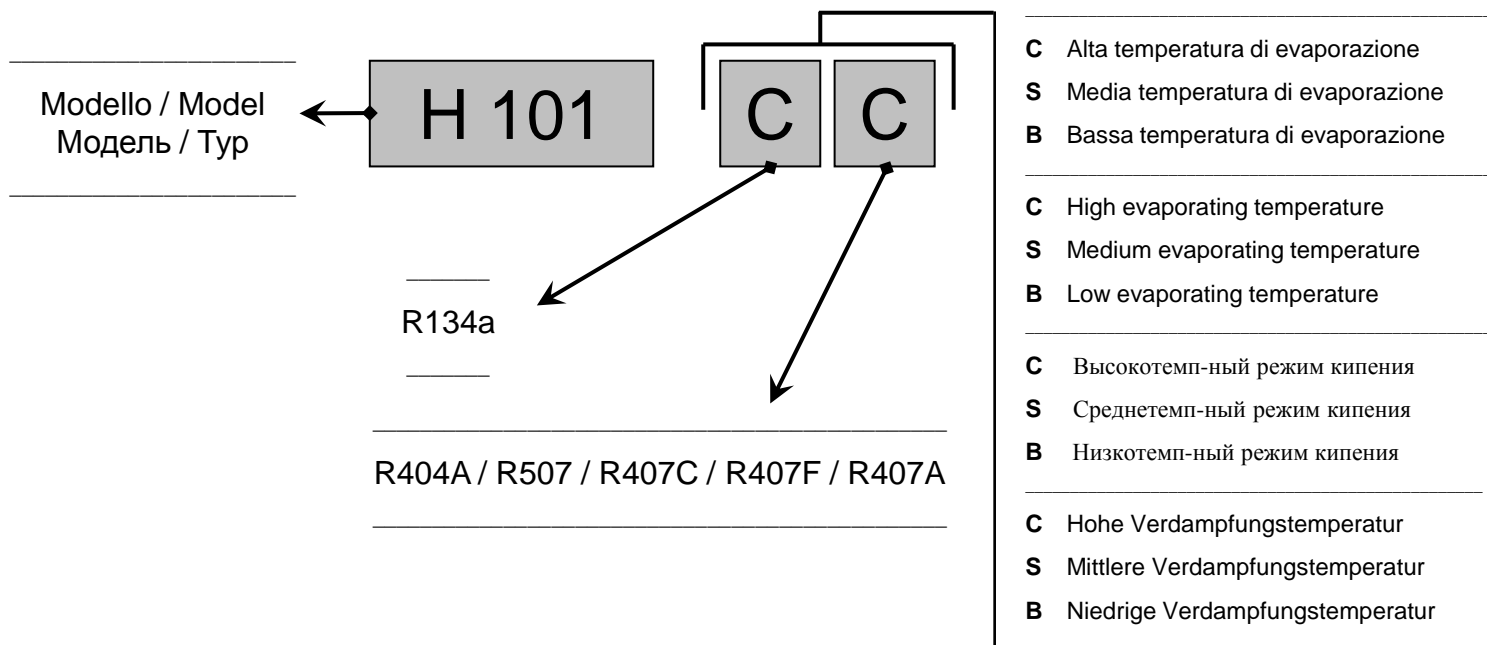 Modello / Model
Модель / Typ
H 101
C C
R134a
R404A / R507 / R407C / R407F / R407A
C Alta temperatura di evaporazione
S Media temperatura di evaporazione
B Bassa temperatura di evaporazione
C High evaporating temperature
S Medium evaporating temperature
B Low evaporating temperature
C Высокотемп-ный режим кипения
S Среднетемп-ный режим кипения
B Низкотемп-ный режим кипения
C Hohe Verdampfungstemperatur
S Mittlere Verdampfungstemperatur
B Niedrige Verdampfungstemperatur